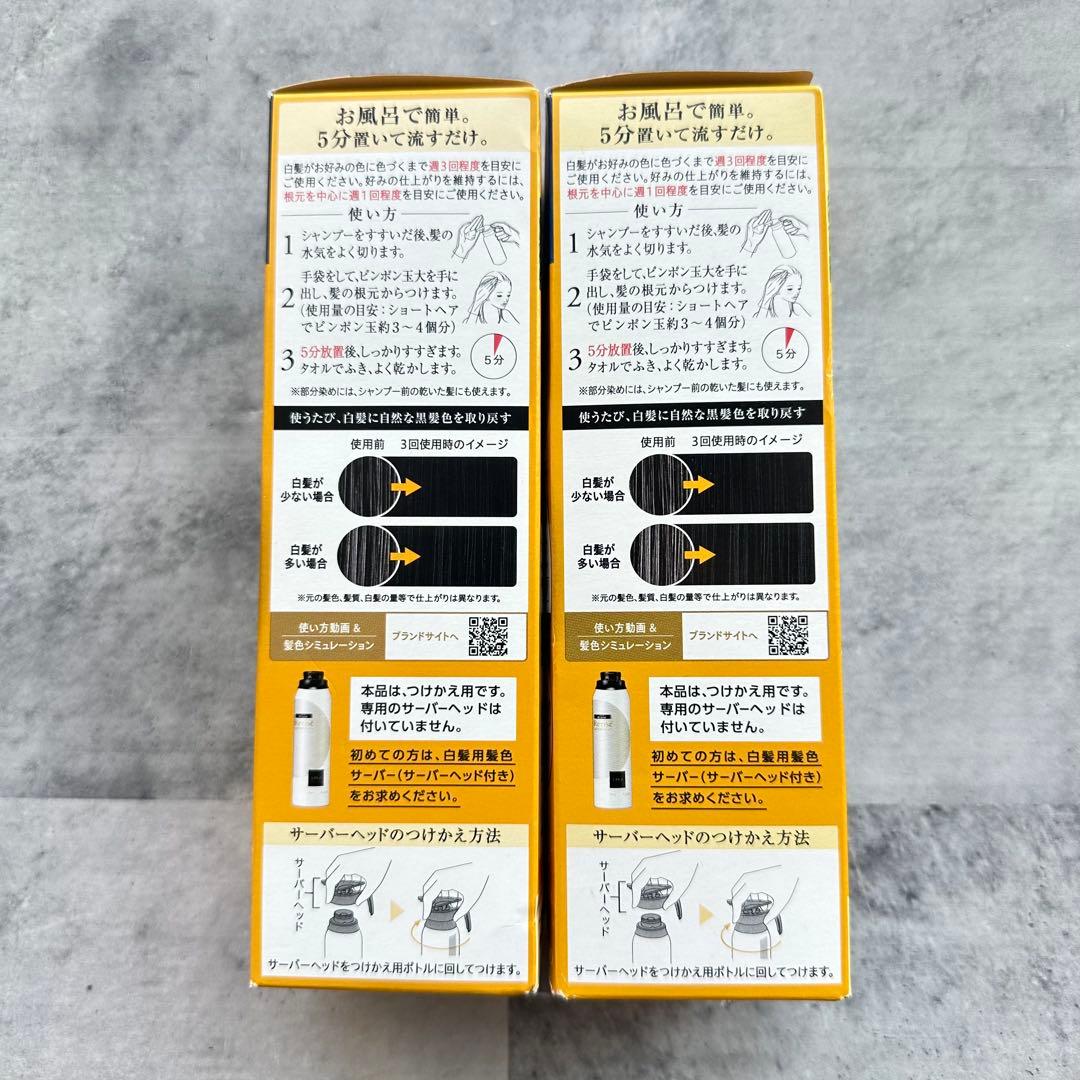 お風呂で簡単。
5分置いて流すだけ。
白髪がお好みの色に色づくまで週3回程度を目安に
ご使用ください。好みの仕上がりを維持するには、
根元を中心に週1回程度を目安にご使用ください。
使い方
1 シャンプーをすすいだ後、髪の
水気をよく切ります。
2 手袋をして、ピンポン玉大を手に
出し、髪の根元からつけます。
(使用量の目安:ショートヘア
でピンポン玉約3～4個分)
3 5分放置後、しっかりすすぎます。
タオルでふき、よく乾かします。
5分
※部分染めには、シャンプー前の乾いた髪にも使えます。
使うたび、白髪に自然な黒髪色を取り戻す
使用前 3回使用時のイメージ
白髪が
少ない場合
白髪が
多い場合
※元の髪色、髪質、白髪の量等で仕上がりは異なります。
使い方動画 &
髪色シミュレーション
ブランドサイトへ
本品は、つけかえ用です。
専用のサーバーヘッドは
付いていません。
初めての方は、白髪用髪色
サーバー(サーバーヘッド付き)
をお求めください。
サーバーヘッドのつけかえ方法
サーバーヘッド
サーバーヘッドをつけかえ用ボトルに回してつけます。
お風呂で簡単。
5分置いて流すだけ。
白髪がお好みの色に色づくまで週3回程度を目安に
ご使用ください。好みの仕上がりを維持するには、
根元を中心に週1回程度を目安にご使用ください。
使い方
1 シャンプーをすすいだ後、髪の
水気をよく切ります。
2 手袋をして、ピンポン玉大を手に
出し、髪の根元からつけます。
(使用量の目安:ショートヘア
でピンポン玉約3～4個分)
3 5分放置後、しっかりすすぎます。
タオルでふき、よく乾かします。
5分
※部分染めには、シャンプー前の乾いた髪にも使えます。
使うたび、白髪に自然な黒髪色を取り戻す
使用前 3回使用時のイメージ
白髪が
少ない場合
白髪が
多い場合
※元の髪色、髪質、白髪の量等で仕上がりは異なります。
使い方動画 &
髪色シミュレーション
ブランドサイトへ
本品は、つけかえ用です。
専用のサーバーヘッドは
付いていません。
初めての方は、白髪用髪色
サーバー(サーバーヘッド付き)
をお求めください。
サーバーヘッドのつけかえ方法
サーバーヘッド
サーバーヘッドをつけかえ用ボトルに回してつけます。